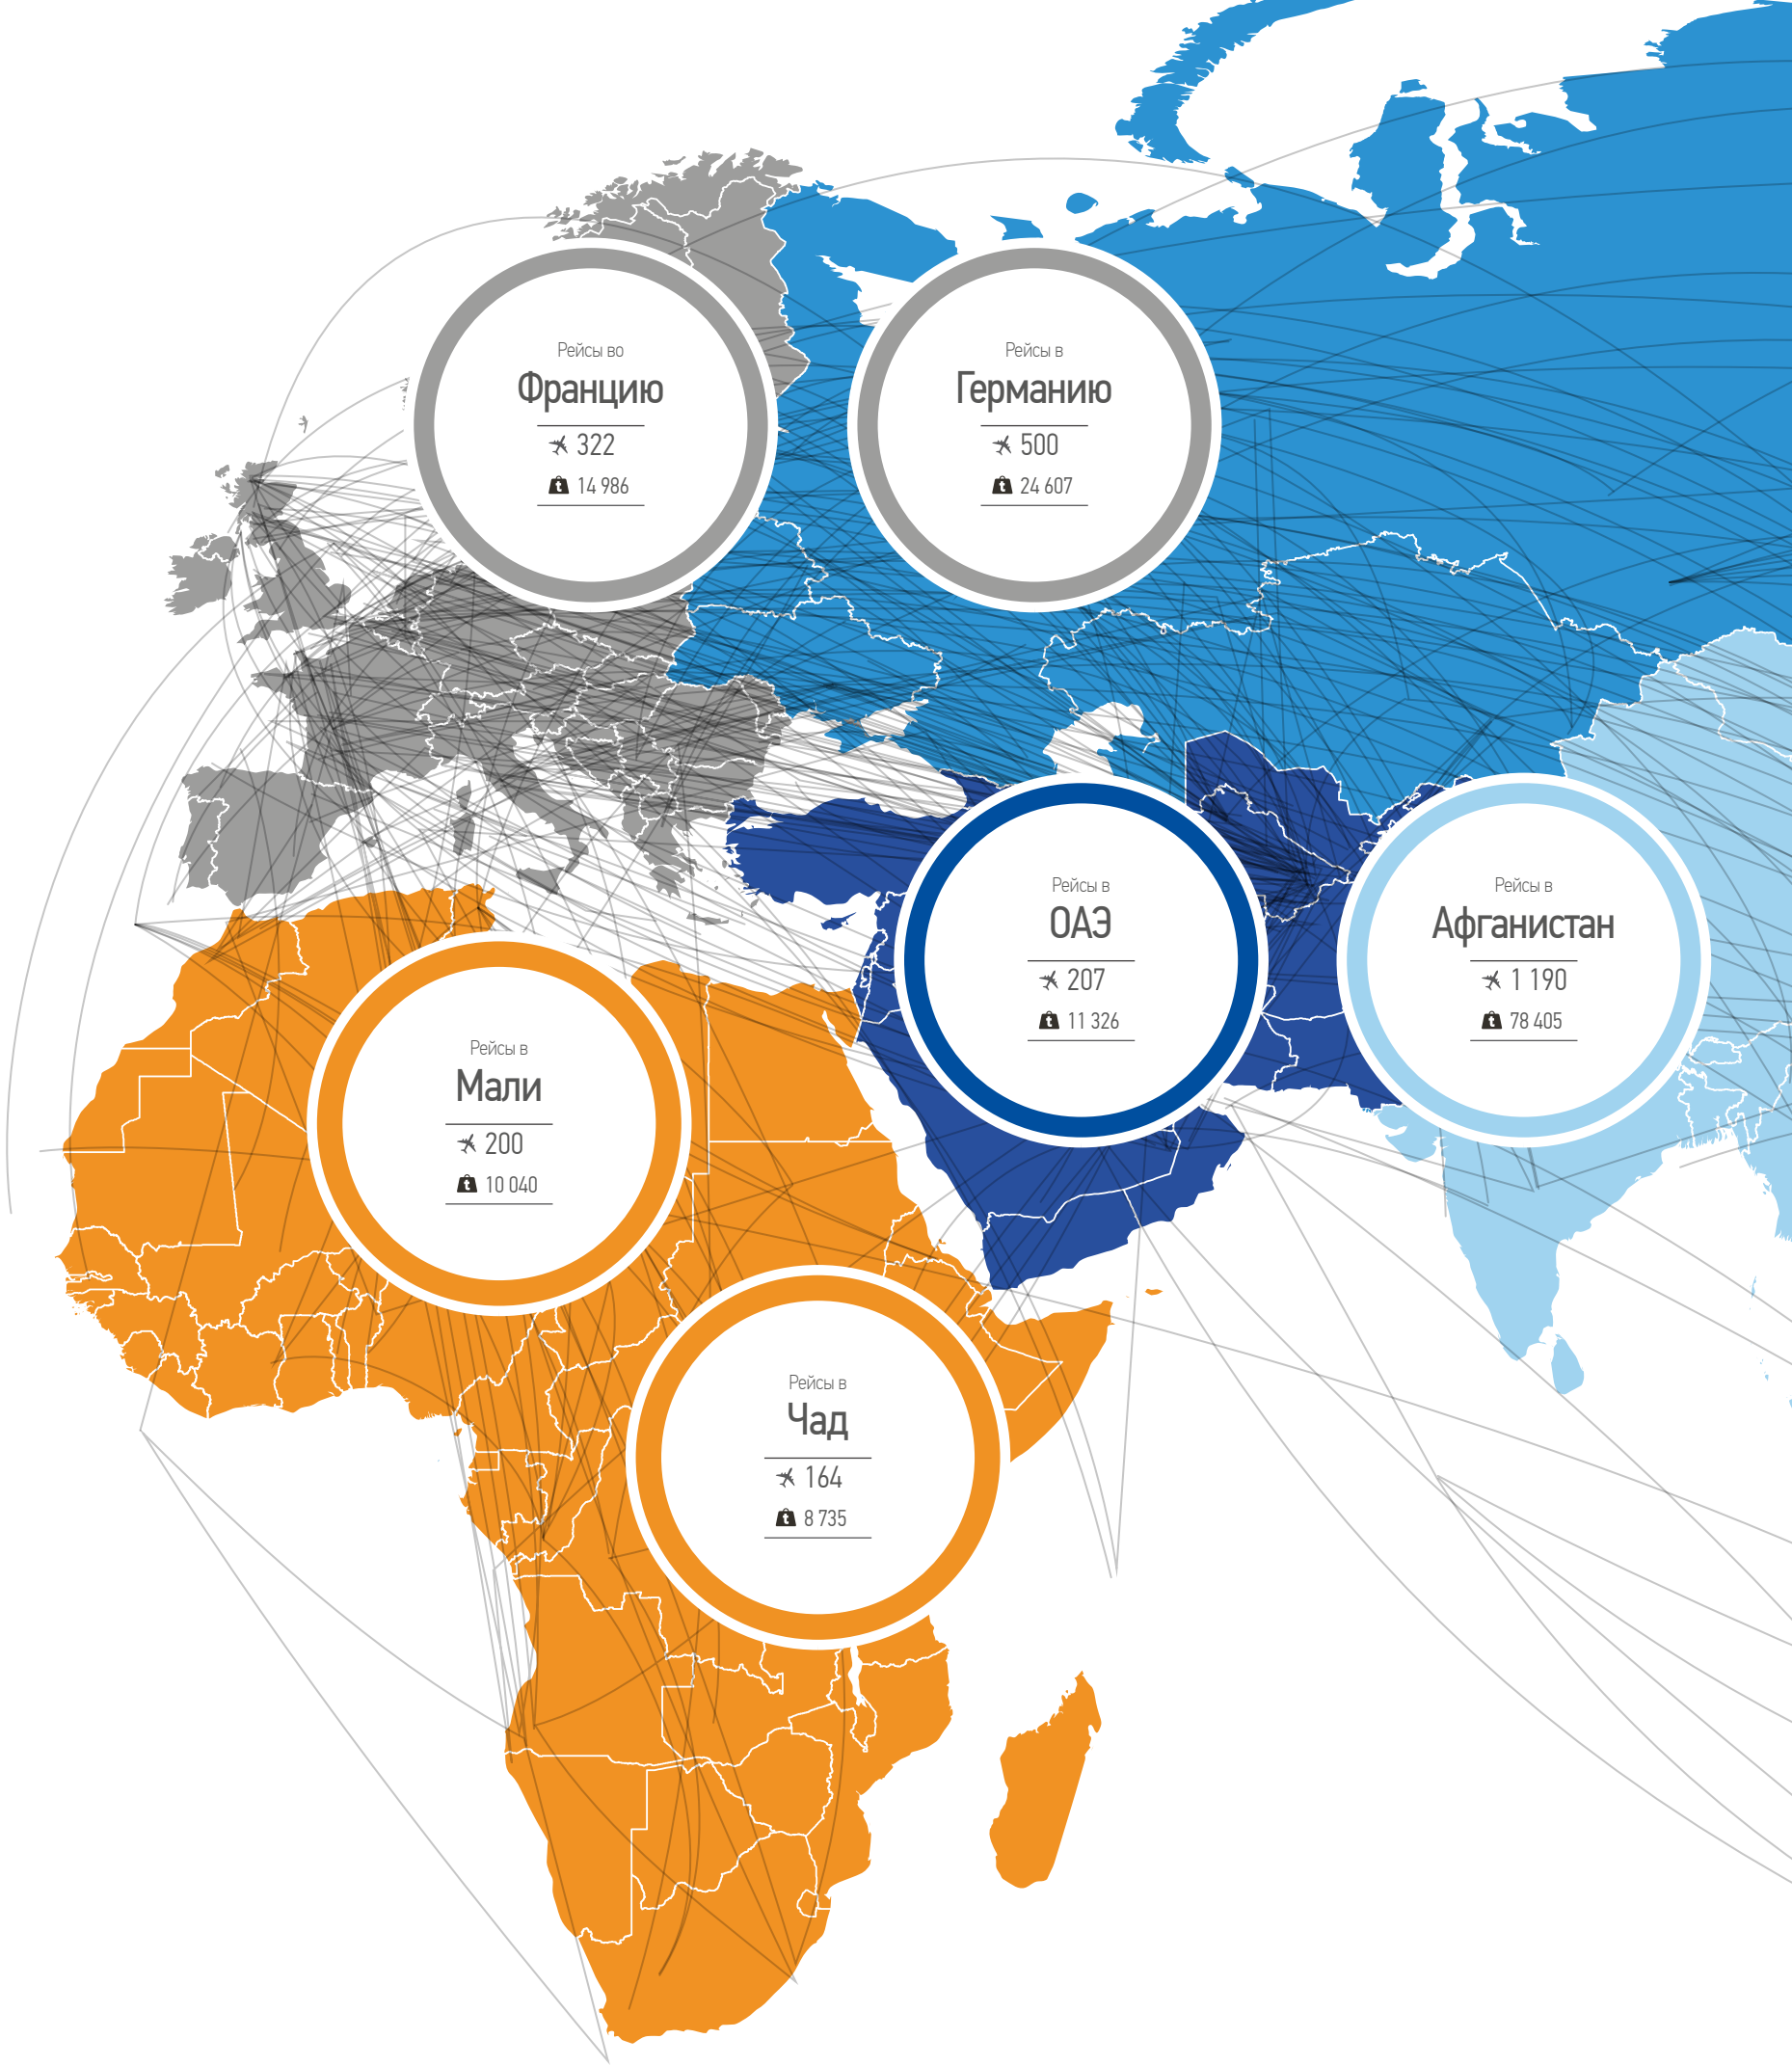 Рейсы во
Францию
322
14 986
Рейсы в
Германию
500
24 607
Рейсы в
ОАЭ
207
t 11 326
Рейсы в
Афганистан
1 190
t 78 405
Рейсы в
Мали
200
t 10 040
Рейсы в
Чад
164
t 8 735